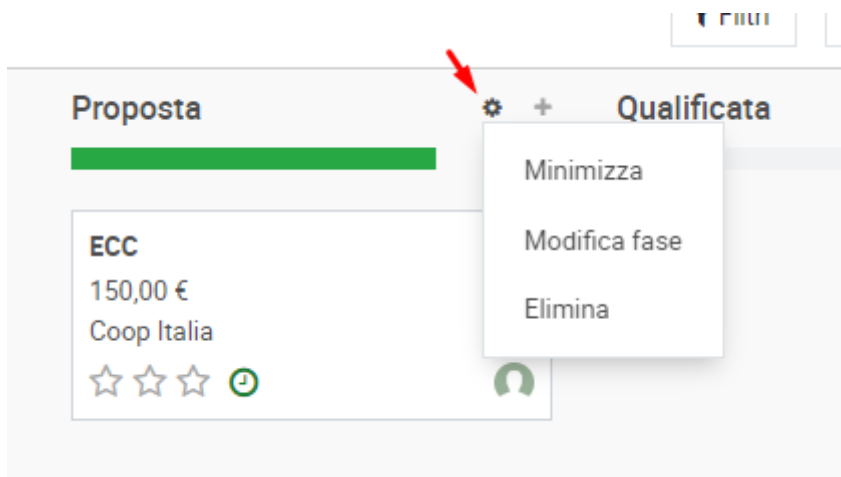 Filtri
Proposta
Qualificata
Minimizza
Modifica fase
Elimina
ECC
150,00 €
Coop Italia